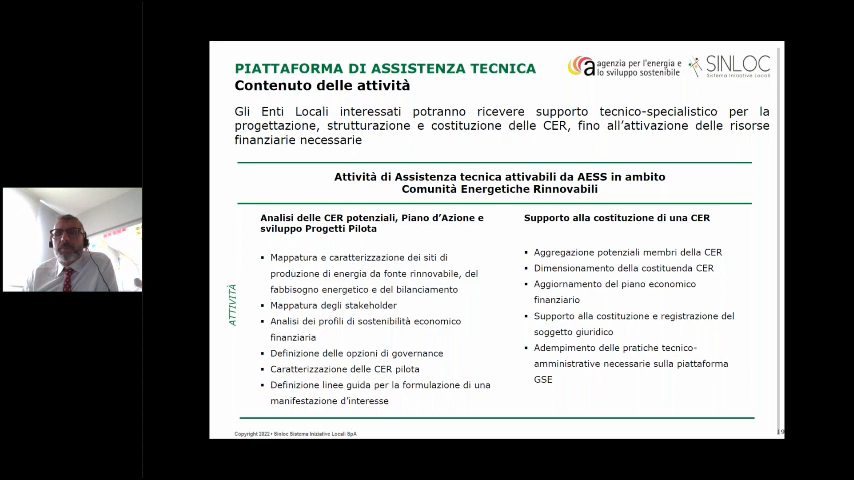 PIATTAFORMA DI ASSISTENZA TECNICA
Contenuto delle attività
agenzia per l'energia e
lo sviluppo sostenibile
SINLOC
Sistema Iniziative Locali
Gli Enti Locali interessati potranno ricevere supporto tecnico-specialistico per la
progettazione, strutturazione e costituzione delle CER, fino all'attivazione delle risorse
finanziarie necessarie
Attività di Assistenza tecnica attivabili da AESS in ambito
Comunità Energetiche Rinnovabili
ATTIVITÀ
Analisi delle CER potenziali, Piano d'Azione e
sviluppo Progetti Pilota
▪ Mappatura e caratterizzazione dei siti di
produzione di energia da fonte rinnovabile, del
fabbisogno energetico e del bilanciamento
▪ Mappatura degli stakeholder
▪ Analisi dei profili di sostenibilità economico
finanziaria
▪ Definizione delle opzioni di governance
▪ Caratterizzazione delle CER pilota
▪ Definizione linee guida per la formulazione di una
manifestazione d'interesse
Supporto alla costituzione di una CER
▪ Aggregazione potenziali membri della CER
▪ Dimensionamento della costituenda CER
▪ Aggiornamento del piano economico
finanziario
▪ Supporto alla costituzione e registrazione del
soggetto giuridico
▪ Adempimento delle pratiche tecnico-
amministrative necessarie sulla piattaforma
GSE
Copyright 2022 • Sinloc Sistema Iniziative Locali SpA
19